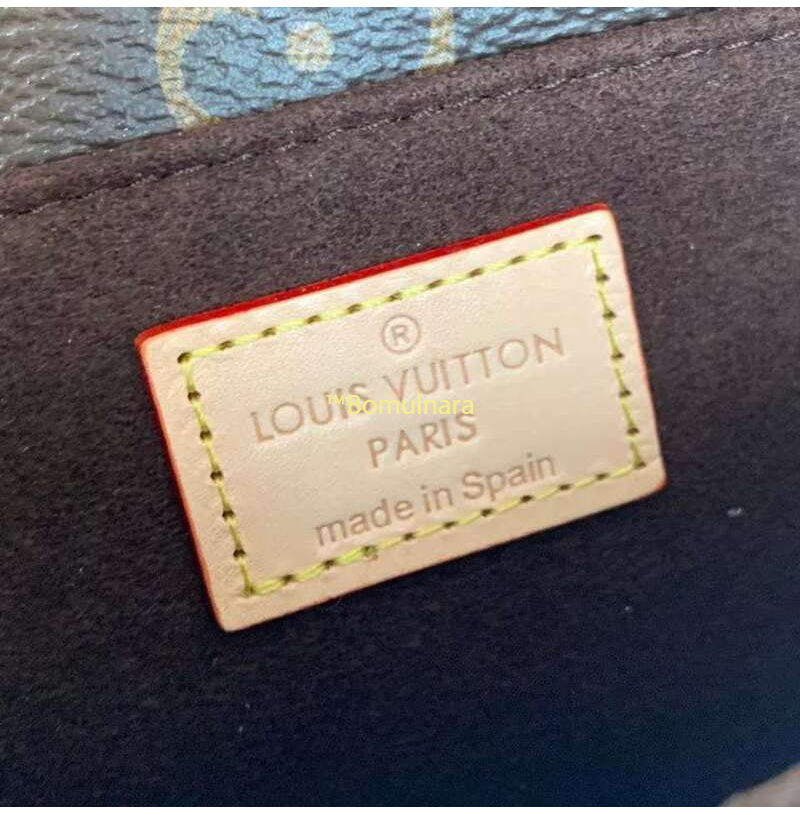 ®
LOUIS VUITTON
™Bomulnara
PARIS
made in Spain